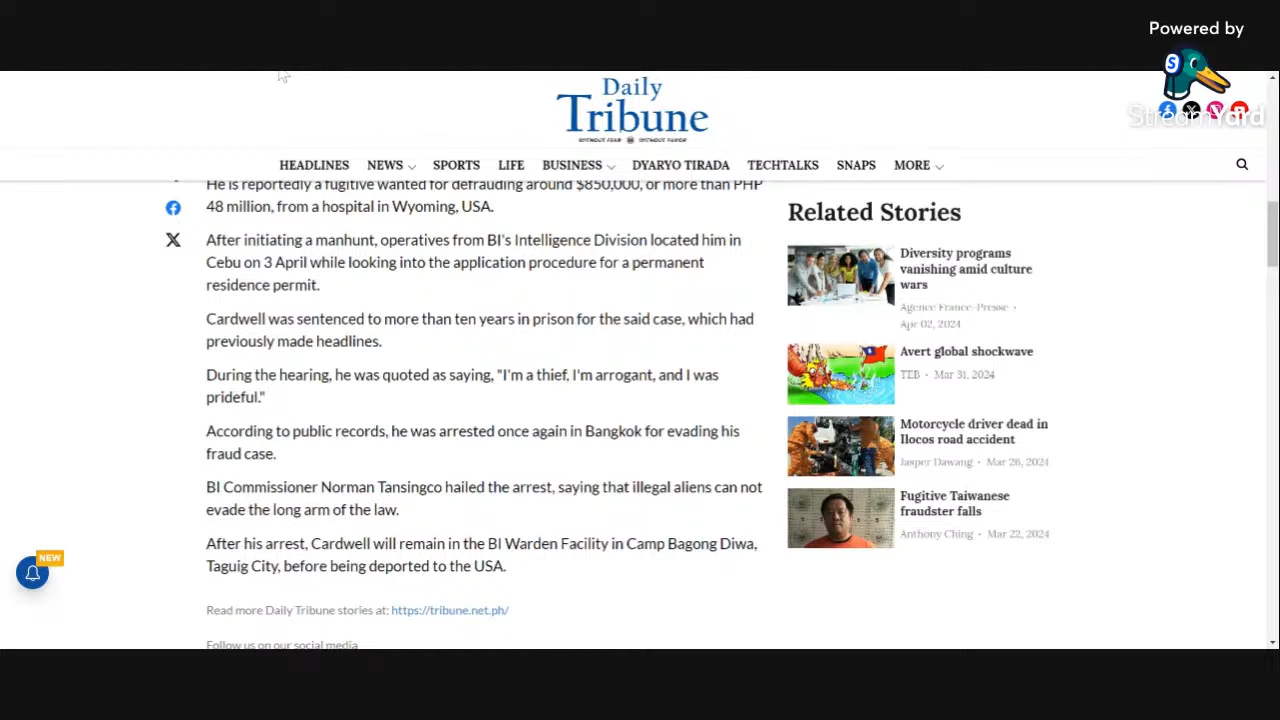 Powered by
StreamYard
Daily
Tribune
WITHOUT FEAR WITHOUT FAVOR
HEADLINES NEWS SPORTS LIFE BUSINESS DYARYO TIRADA TECHTALKS SNAPS MORE
He is reportedly a fugitive wanted for defrauding around $850,000, or more than PHP
48 million, from a hospital in Wyoming, USA.
After initiating a manhunt, operatives from BI's Intelligence Division located him in
Cebu on 3 April while looking into the application procedure for a permanent
residence permit.
Cardwell was sentenced to more than ten years in prison for the said case, which had
previously made headlines.
During the hearing, he was quoted as saying, "I'm a thief, I'm arrogant, and I was
prideful."
According to public records, he was arrested once again in Bangkok for evading his
fraud case.
BI Commissioner Norman Tansingco hailed the arrest, saying that illegal aliens can not
evade the long arm of the law.
After his arrest, Cardwell will remain in the BI Warden Facility in Camp Bagong Diwa,
Taguig City, before being deported to the USA.
Read more Daily Tribune stories at: https://tribune.net.ph/
Follow us on our social media
Related Stories
Diversity programs
vanishing amid culture
wars
Agence France-Presse ·
Apr 02, 2024
Avert global shockwave
TEB · Mar 31, 2024
Motorcycle driver dead in
Ilocos road accident
Jasper Dawang · Mar 26, 2024
Fugitive Taiwanese
fraudster falls
Anthony Ching · Mar 22, 2024
NEW